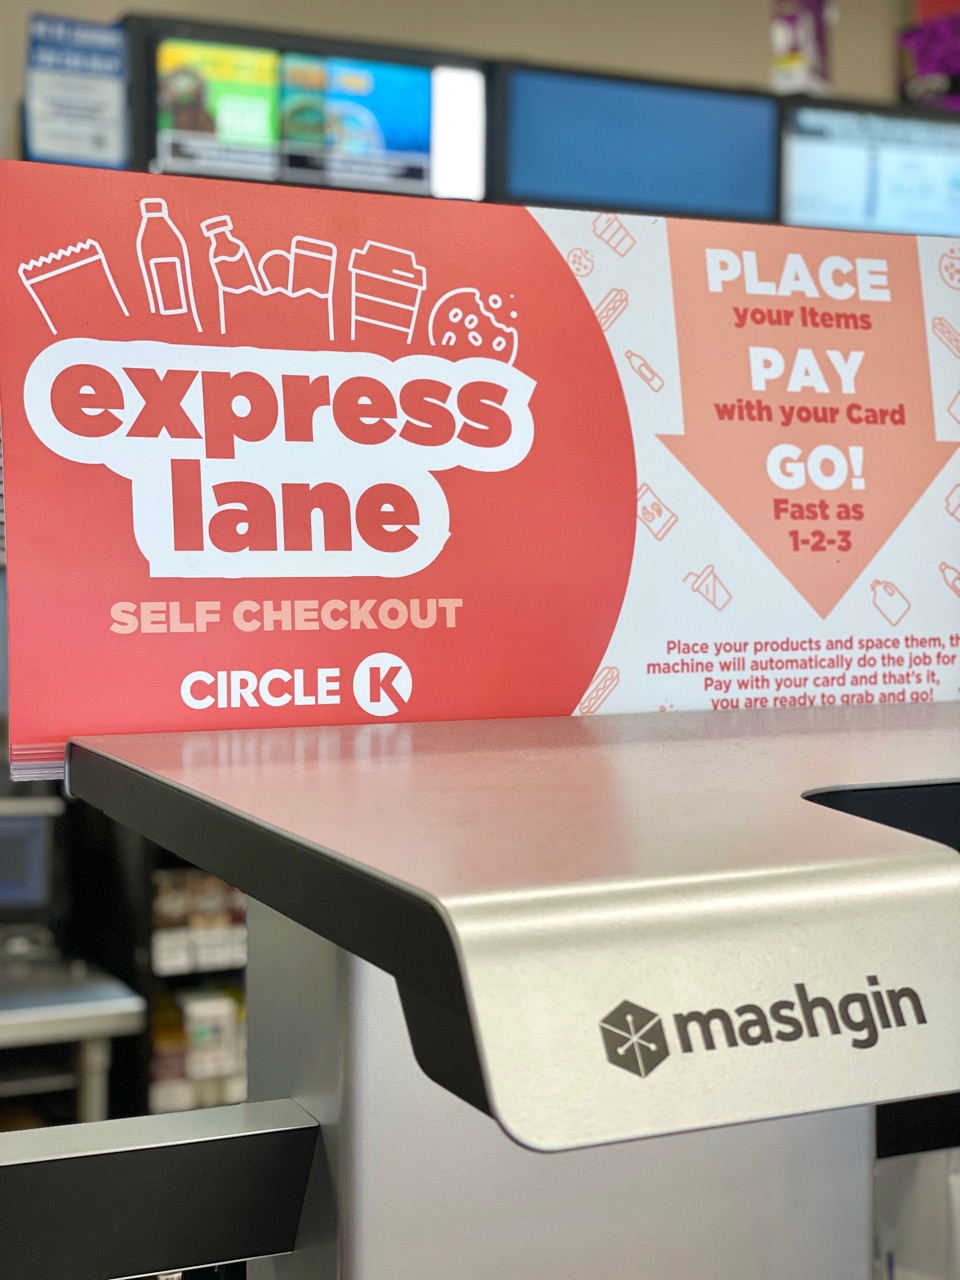 express
lane
SELF CHECKOUT
CIRCLE K
PLACE
your Items
PAY
with your Card
GO!
Fast as
1-2-3
Place your products and space them, th
machine will automatically do the job for
Pay with your card and that's it,
you are ready to grab and go!
mashgin